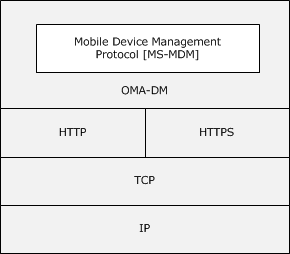 Mobile Device Management
Protocol [MS-MDM]
OMA-DM
HTTP
HTTPS
TCP
IP